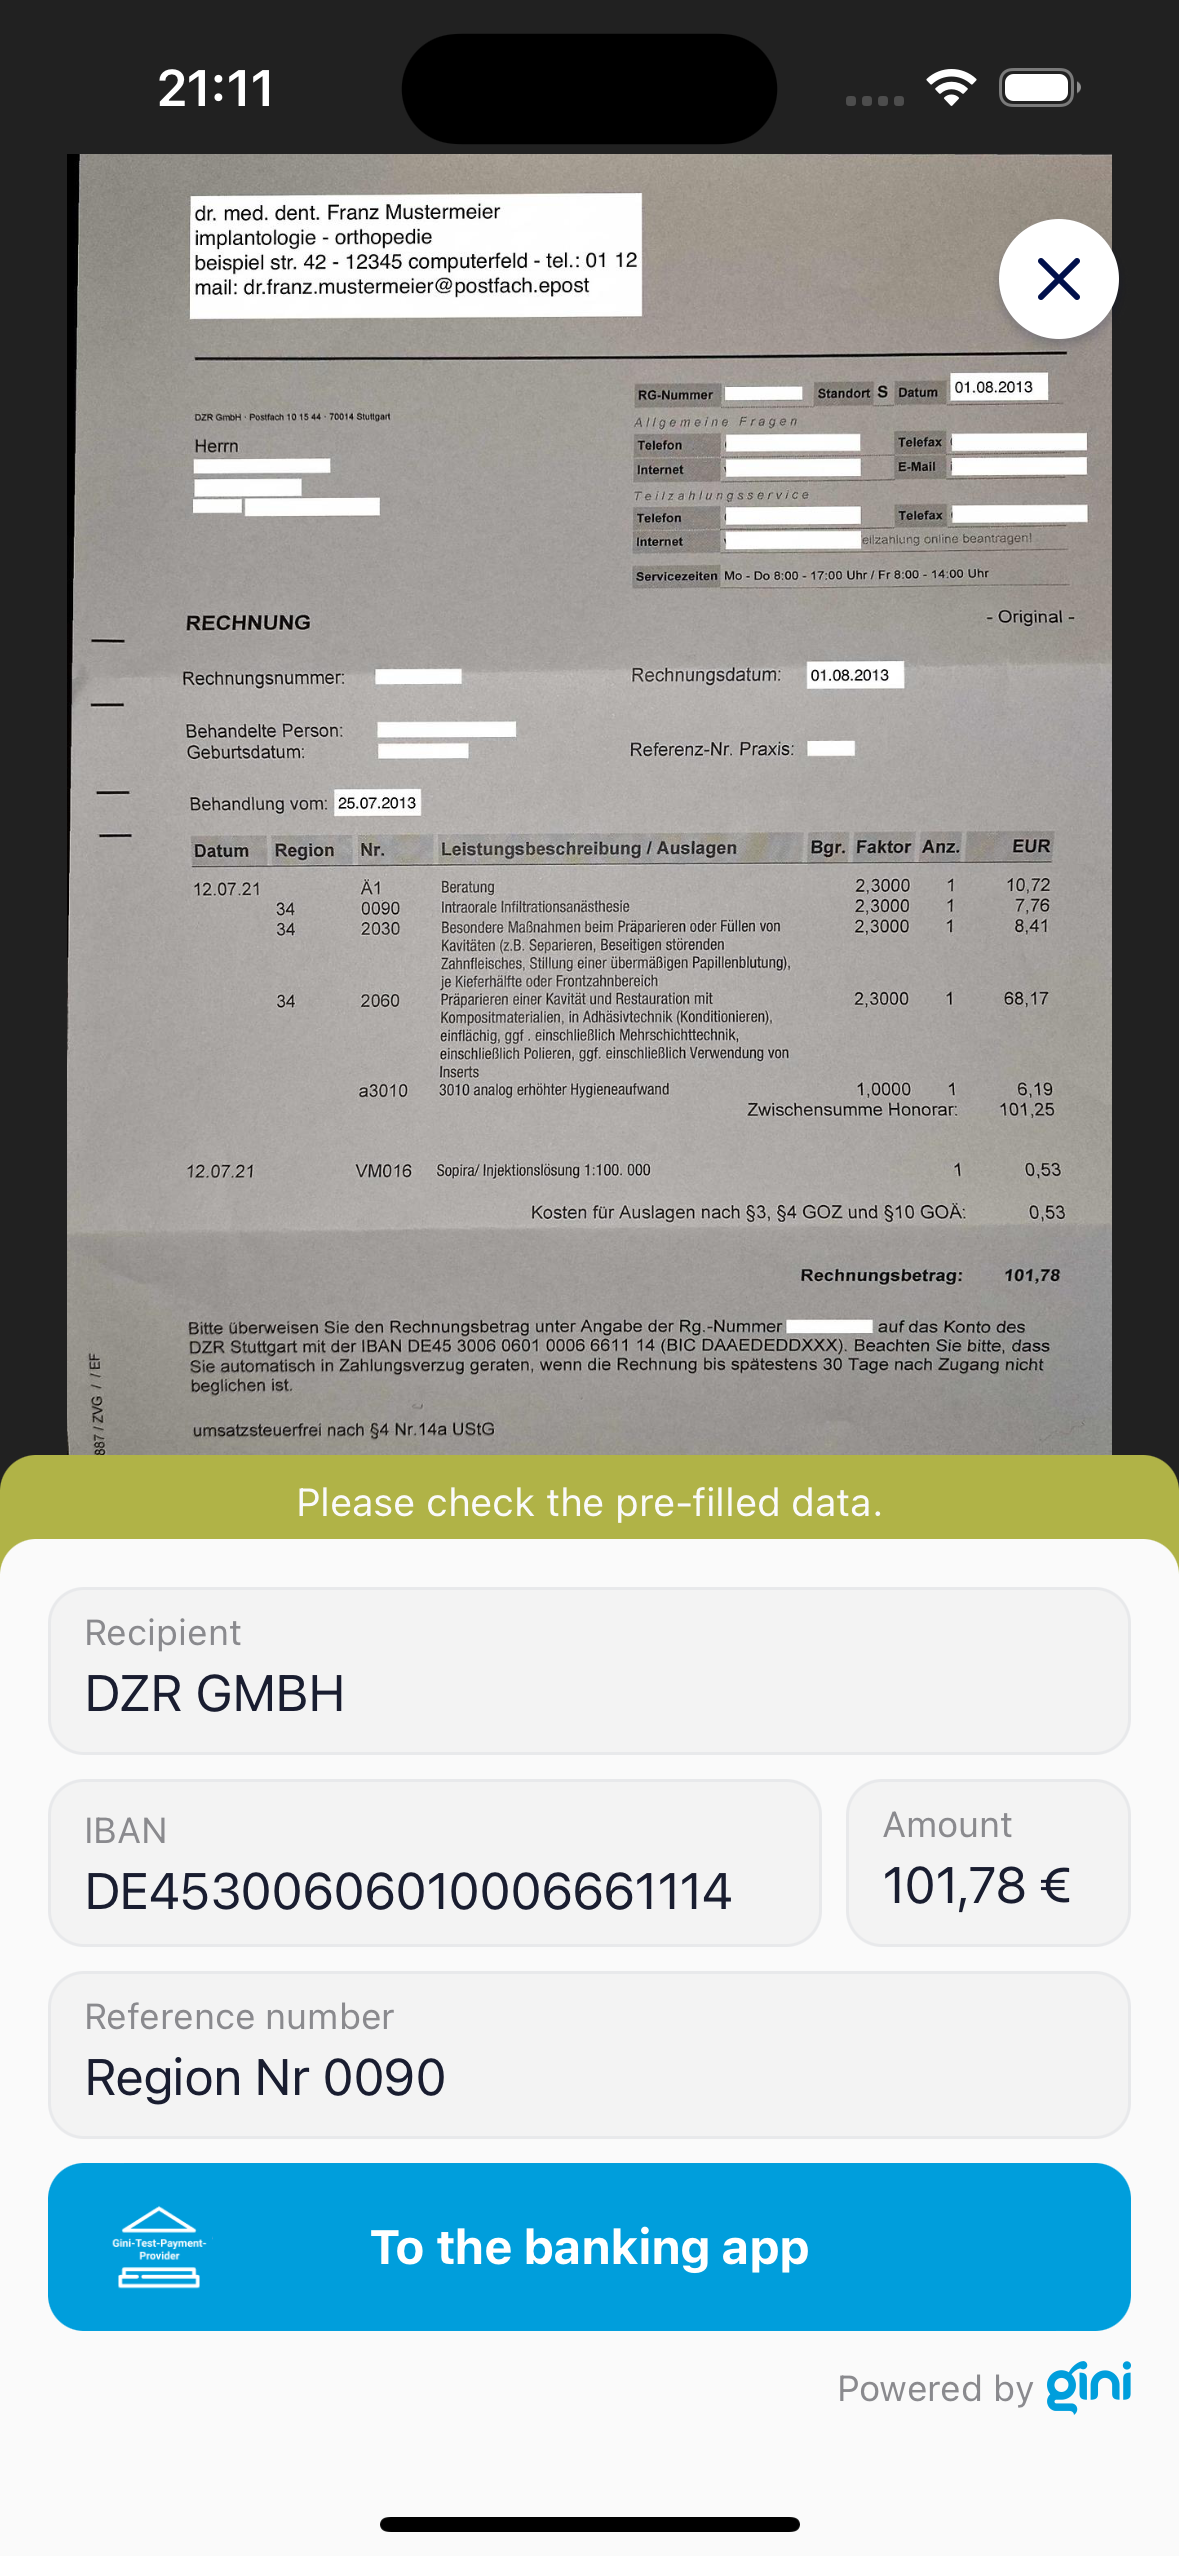 21:11
dr. med. dent. Franz Mustermeier
implantologie - orthopedie
beispiel str. 42 - 12345 computerfeld - tel.: 01 12
mail: dr.franz.mustermeier@postfach.epost
RG-Nummer Standort S Datum 01.08.2013
Allgemeine Fragen
DZR GmbH · Postfach 10 15 44 · 70014 Stuttgart
Herrn
Telefon Telefax
Internet E-Mail
Teilzahlungsservice
Telefon Telefax
Internet eilzahlung online beantragen!
Servicezeiten Mo - Do 8:00 - 17:00 Uhr / Fr 8:00 - 14:00 Uhr
RECHNUNG - Original -
Rechnungsnummer: Rechnungsdatum: 01.08.2013
Behandelte Person:
Geburtsdatum: Referenz-Nr. Praxis:
Behandlung vom: 25.07.2013
Datum Region Nr. Leistungsbeschreibung / Auslagen Bgr. Faktor Anz. EUR
12.07.21 Ä1 Beratung 2,3000 1 10,72
34 0090 Intraorale Infiltrationsanästhesie 2,3000 1 7,76
34 2030 Besondere Maßnahmen beim Präparieren oder Füllen von 2,3000 1 8,41
Kavitäten (z.B. Separieren, Beseitigen störenden
Zahnfleisches, Stillung einer übermäßigen Papillenblutung),
je Kieferhälfte oder Frontzahnbereich
34 2060 Präparieren einer Kavität und Restauration mit 2,3000 1 68,17
Kompositmaterialien, in Adhäsivtechnik (Konditionieren),
einflächig, ggf . einschließlich Mehrschichttechnik,
einschließlich Polieren, ggf. einschließlich Verwendung von
Inserts
a3010 3010 analog erhöhter Hygieneaufwand 1,0000 1 6,19
Zwischensumme Honorar: 101,25
12.07.21 VM016 Sopira/ Injektionslösung 1:100. 000 1 0,53
Kosten für Auslagen nach §3, §4 GOZ und §10 GOÄ: 0,53
Rechnungsbetrag: 101,78
Bitte überweisen Sie den Rechnungsbetrag unter Angabe der Rg.-Nummer auf das Konto des
DZR Stuttgart mit der IBAN DE45 3006 0601 0006 6611 14 (BIC DAAEDEDDXXX). Beachten Sie bitte, dass
Sie automatisch in Zahlungsverzug geraten, wenn die Rechnung bis spätestens 30 Tage nach Zugang nicht
beglichen ist.
umsatzsteuerfrei nach §4 Nr.14a UStG
887 / ZVG / / EF
Please check the pre-filled data.
Recipient
DZR GMBH
IBAN
DE45300606010006661114
Amount
101,78 €
Reference number
Region Nr 0090
Gini-Test-Payment-
Provider
To the banking app
Powered by gini